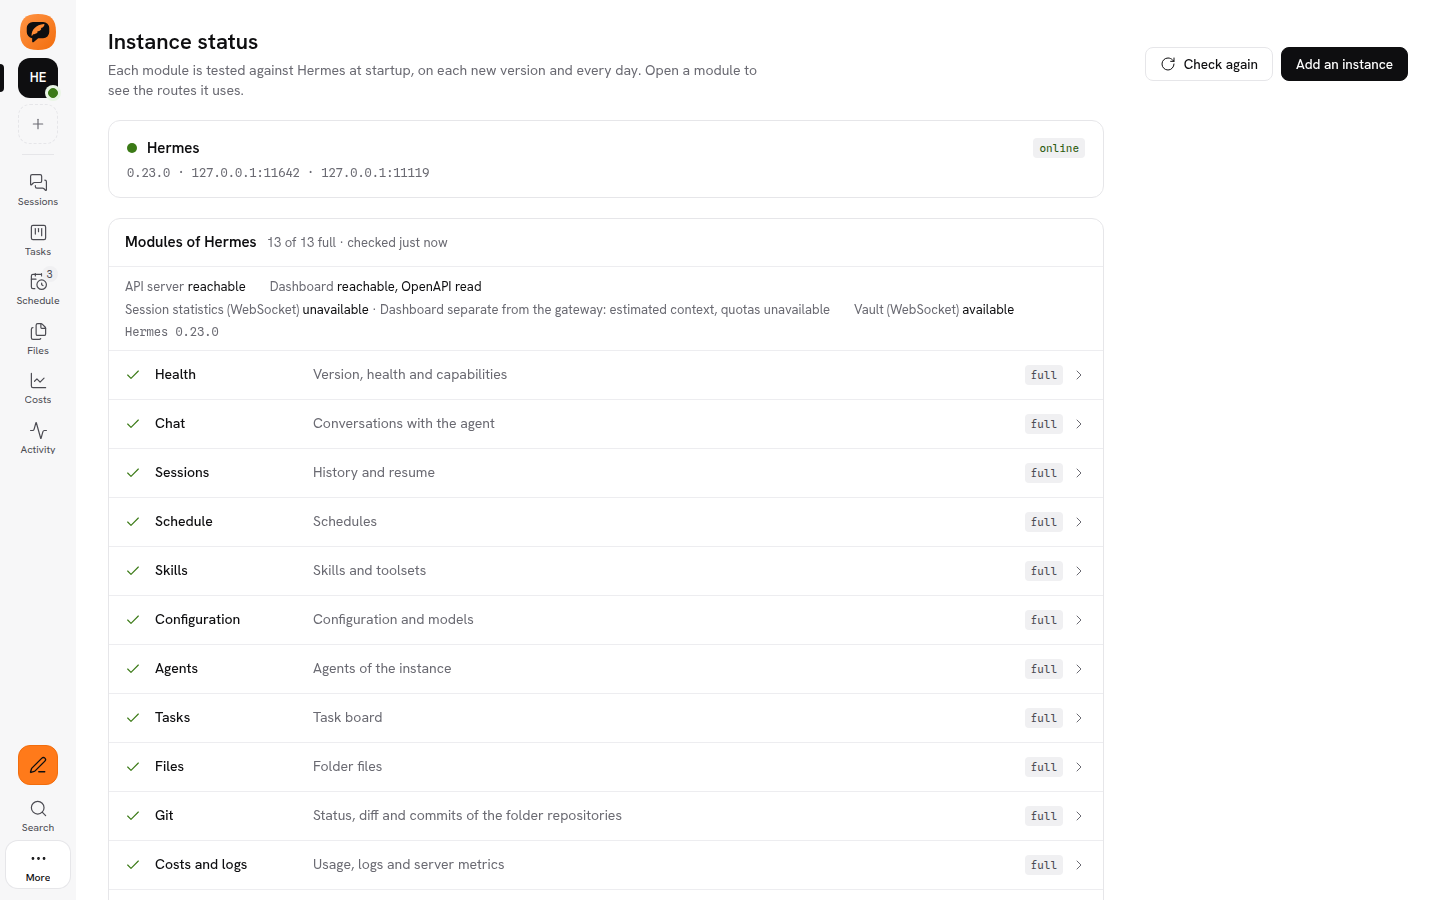 HE
Sessions
Tasks
3
Schedule
Files
Costs
Activity
Search
More
Instance status
Each module is tested against Hermes at startup, on each new version and every day. Open a module to
see the routes it uses.
Check again
Add an instance
Hermes
online
0.23.0 · 127.0.0.1:11642 · 127.0.0.1:11119
Modules of Hermes 13 of 13 full · checked just now
API server reachable Dashboard reachable, OpenAPI read
Session statistics (WebSocket) unavailable · Dashboard separate from the gateway: estimated context, quotas unavailable Vault (WebSocket) available
Hermes 0.23.0
Health Version, health and capabilities full
Chat Conversations with the agent full
Sessions History and resume full
Schedule Schedules full
Skills Skills and toolsets full
Configuration Configuration and models full
Agents Agents of the instance full
Tasks Task board full
Files Folder files full
Git Status, diff and commits of the folder repositories full
Costs and logs Usage, logs and server metrics full